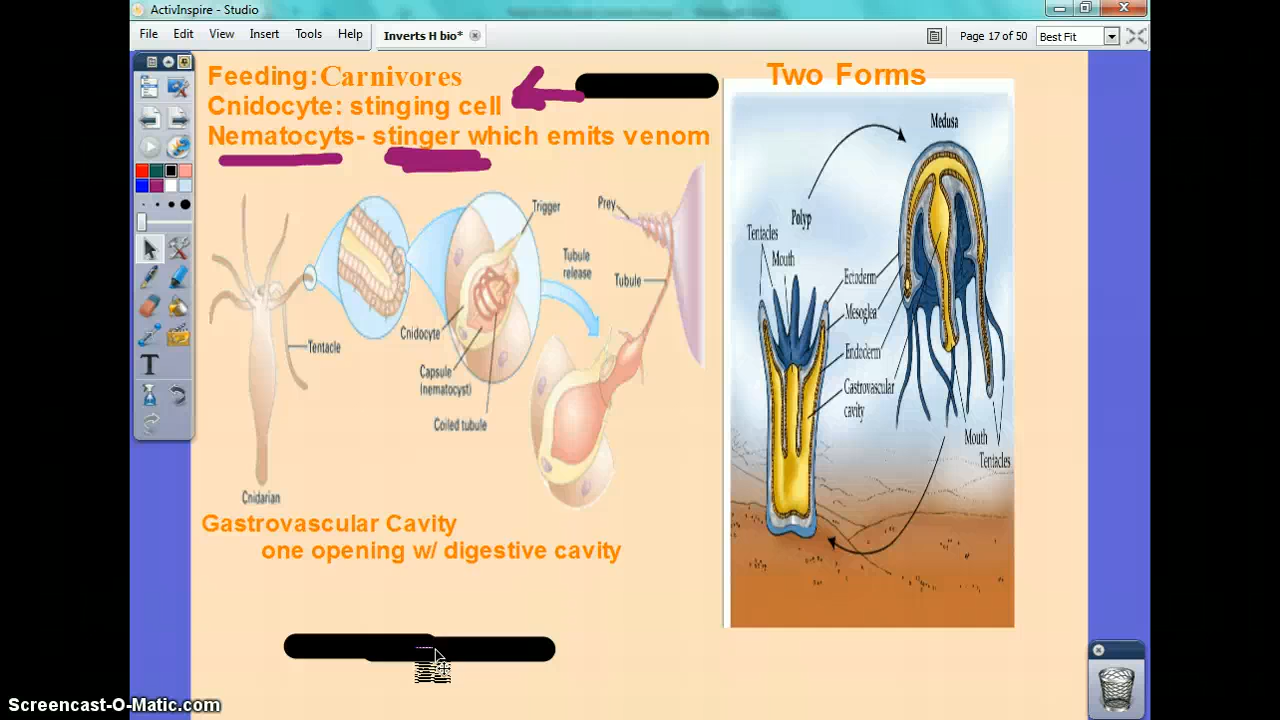 ActivInspire - Studio
File Edit View Insert Tools Help
Inverts H bio*
Page 17 of 50
Best Fit
Feeding:Carnivores
Cnidocyte: stinging cell
Nematocyts- stinger which emits venom
Trigger
Prey
Tubule
release
Tubule
Cnidocyte
Tentacle
Capsule
(nematocyst)
Coiled tubule
Cnidarian
Gastrovascular Cavity
one opening w/ digestive cavity
Two Forms
Medusa
Polyp
Tentacles
Mouth
Ectoderm
Mesoglea
Endoderm
Gastrovascular
cavity
Mouth
Tentacles
T
Screencast-O-Matic.com